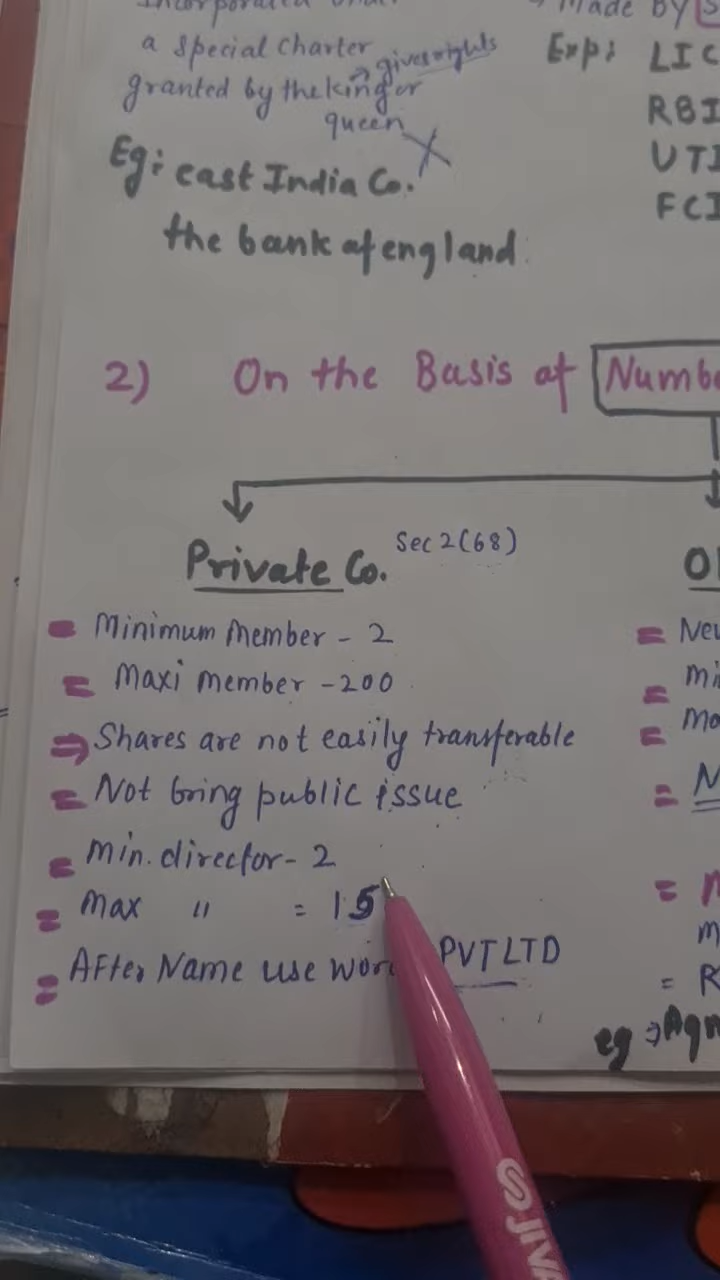 a special charter
gives rights
granted by the king or
queen
Eg: east India Co.
the bank of england
Made by
Exp: LIC
RBI
UTI
FCI
2) On the Basis of
Private Co. Sec 2(68)
Minimum member - 2
Maxi member - 200
Shares are not easily transferable
Not bring public issue
Min. director - 2
Max " = 15
After Name use PVT LTD
eg